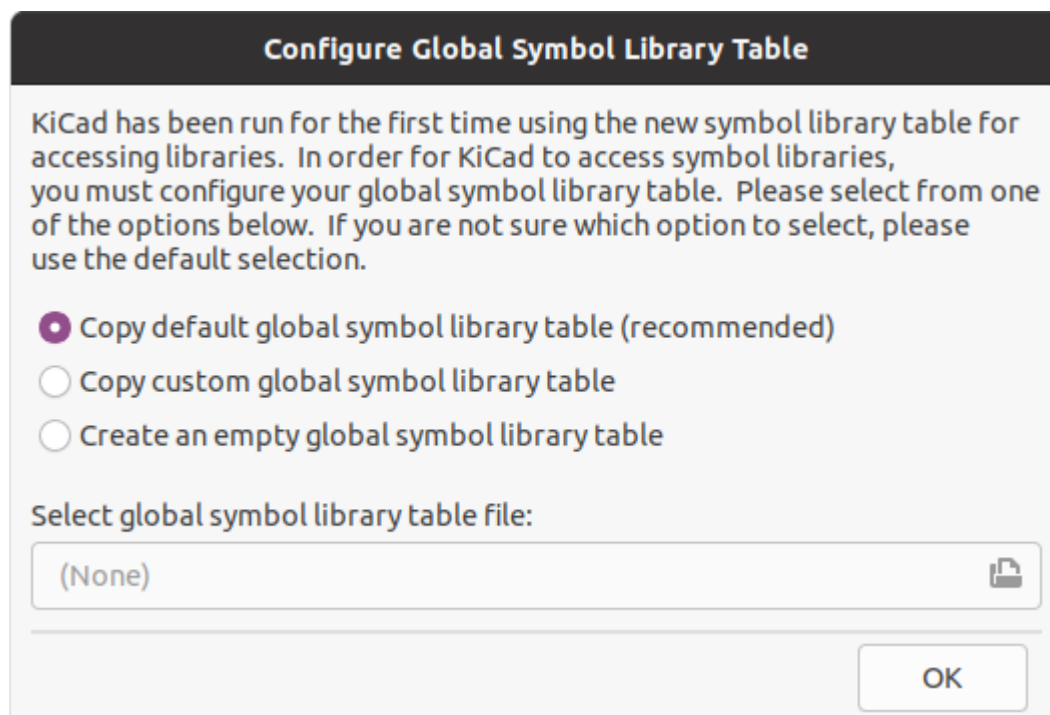 Configure Global Symbol Library Table
KiCad has been run for the first time using the new symbol library table for
accessing libraries.  In order for KiCad to access symbol libraries,
you must configure your global symbol library table.  Please select from one
of the options below.  If you are not sure which option to select, please
use the default selection.
Copy default global symbol library table (recommended)
Copy custom global symbol library table
Create an empty global symbol library table
Select global symbol library table file:
(None)
OK